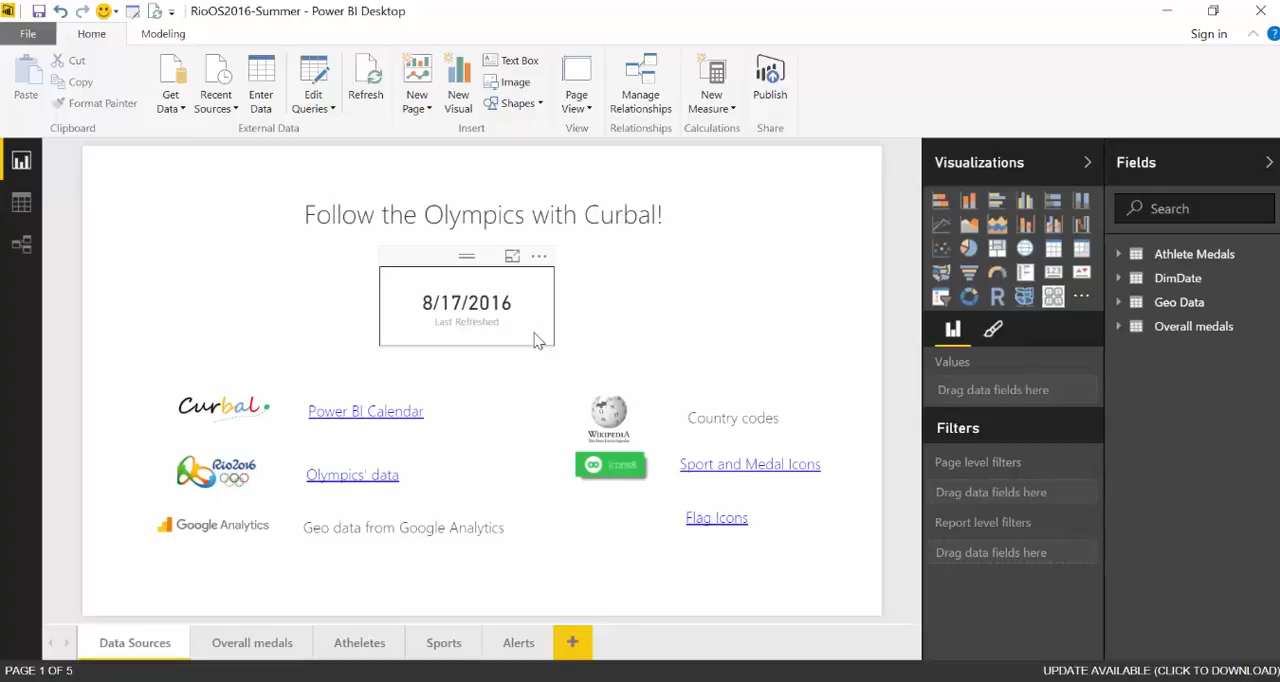 RioOS2016-Summer - Power BI Desktop
File
Home
Modeling
Sign in
Paste
Cut
Copy
Format Painter
Clipboard
Get Data
Recent Sources
Enter Data
Edit Queries
Refresh
External Data
New Page
New Visual
Text Box
Image
Shapes
Insert
Page View
View
Manage Relationships
Relationships
New Measure
Calculations
Publish
Share
Follow the Olympics with Curbal!
8/17/2016
Last Refreshed
Curbal
Power BI Calendar
Rio2016
Olympics' data
Google Analytics
Geo data from Google Analytics
WIKIPEDIA
The Free Encyclopedia
Country codes
icons8
Sport and Medal Icons
Flag Icons
Visualizations
R
Values
Drag data fields here
Filters
Page level filters
Drag data fields here
Report level filters
Drag data fields here
Fields
Search
Athlete Medals
DimDate
Geo Data
Overall medals
Data Sources
Overall medals
Atheletes
Sports
Alerts
+
PAGE 1 OF 5
UPDATE AVAILABLE (CLICK TO DOWNLOAD)